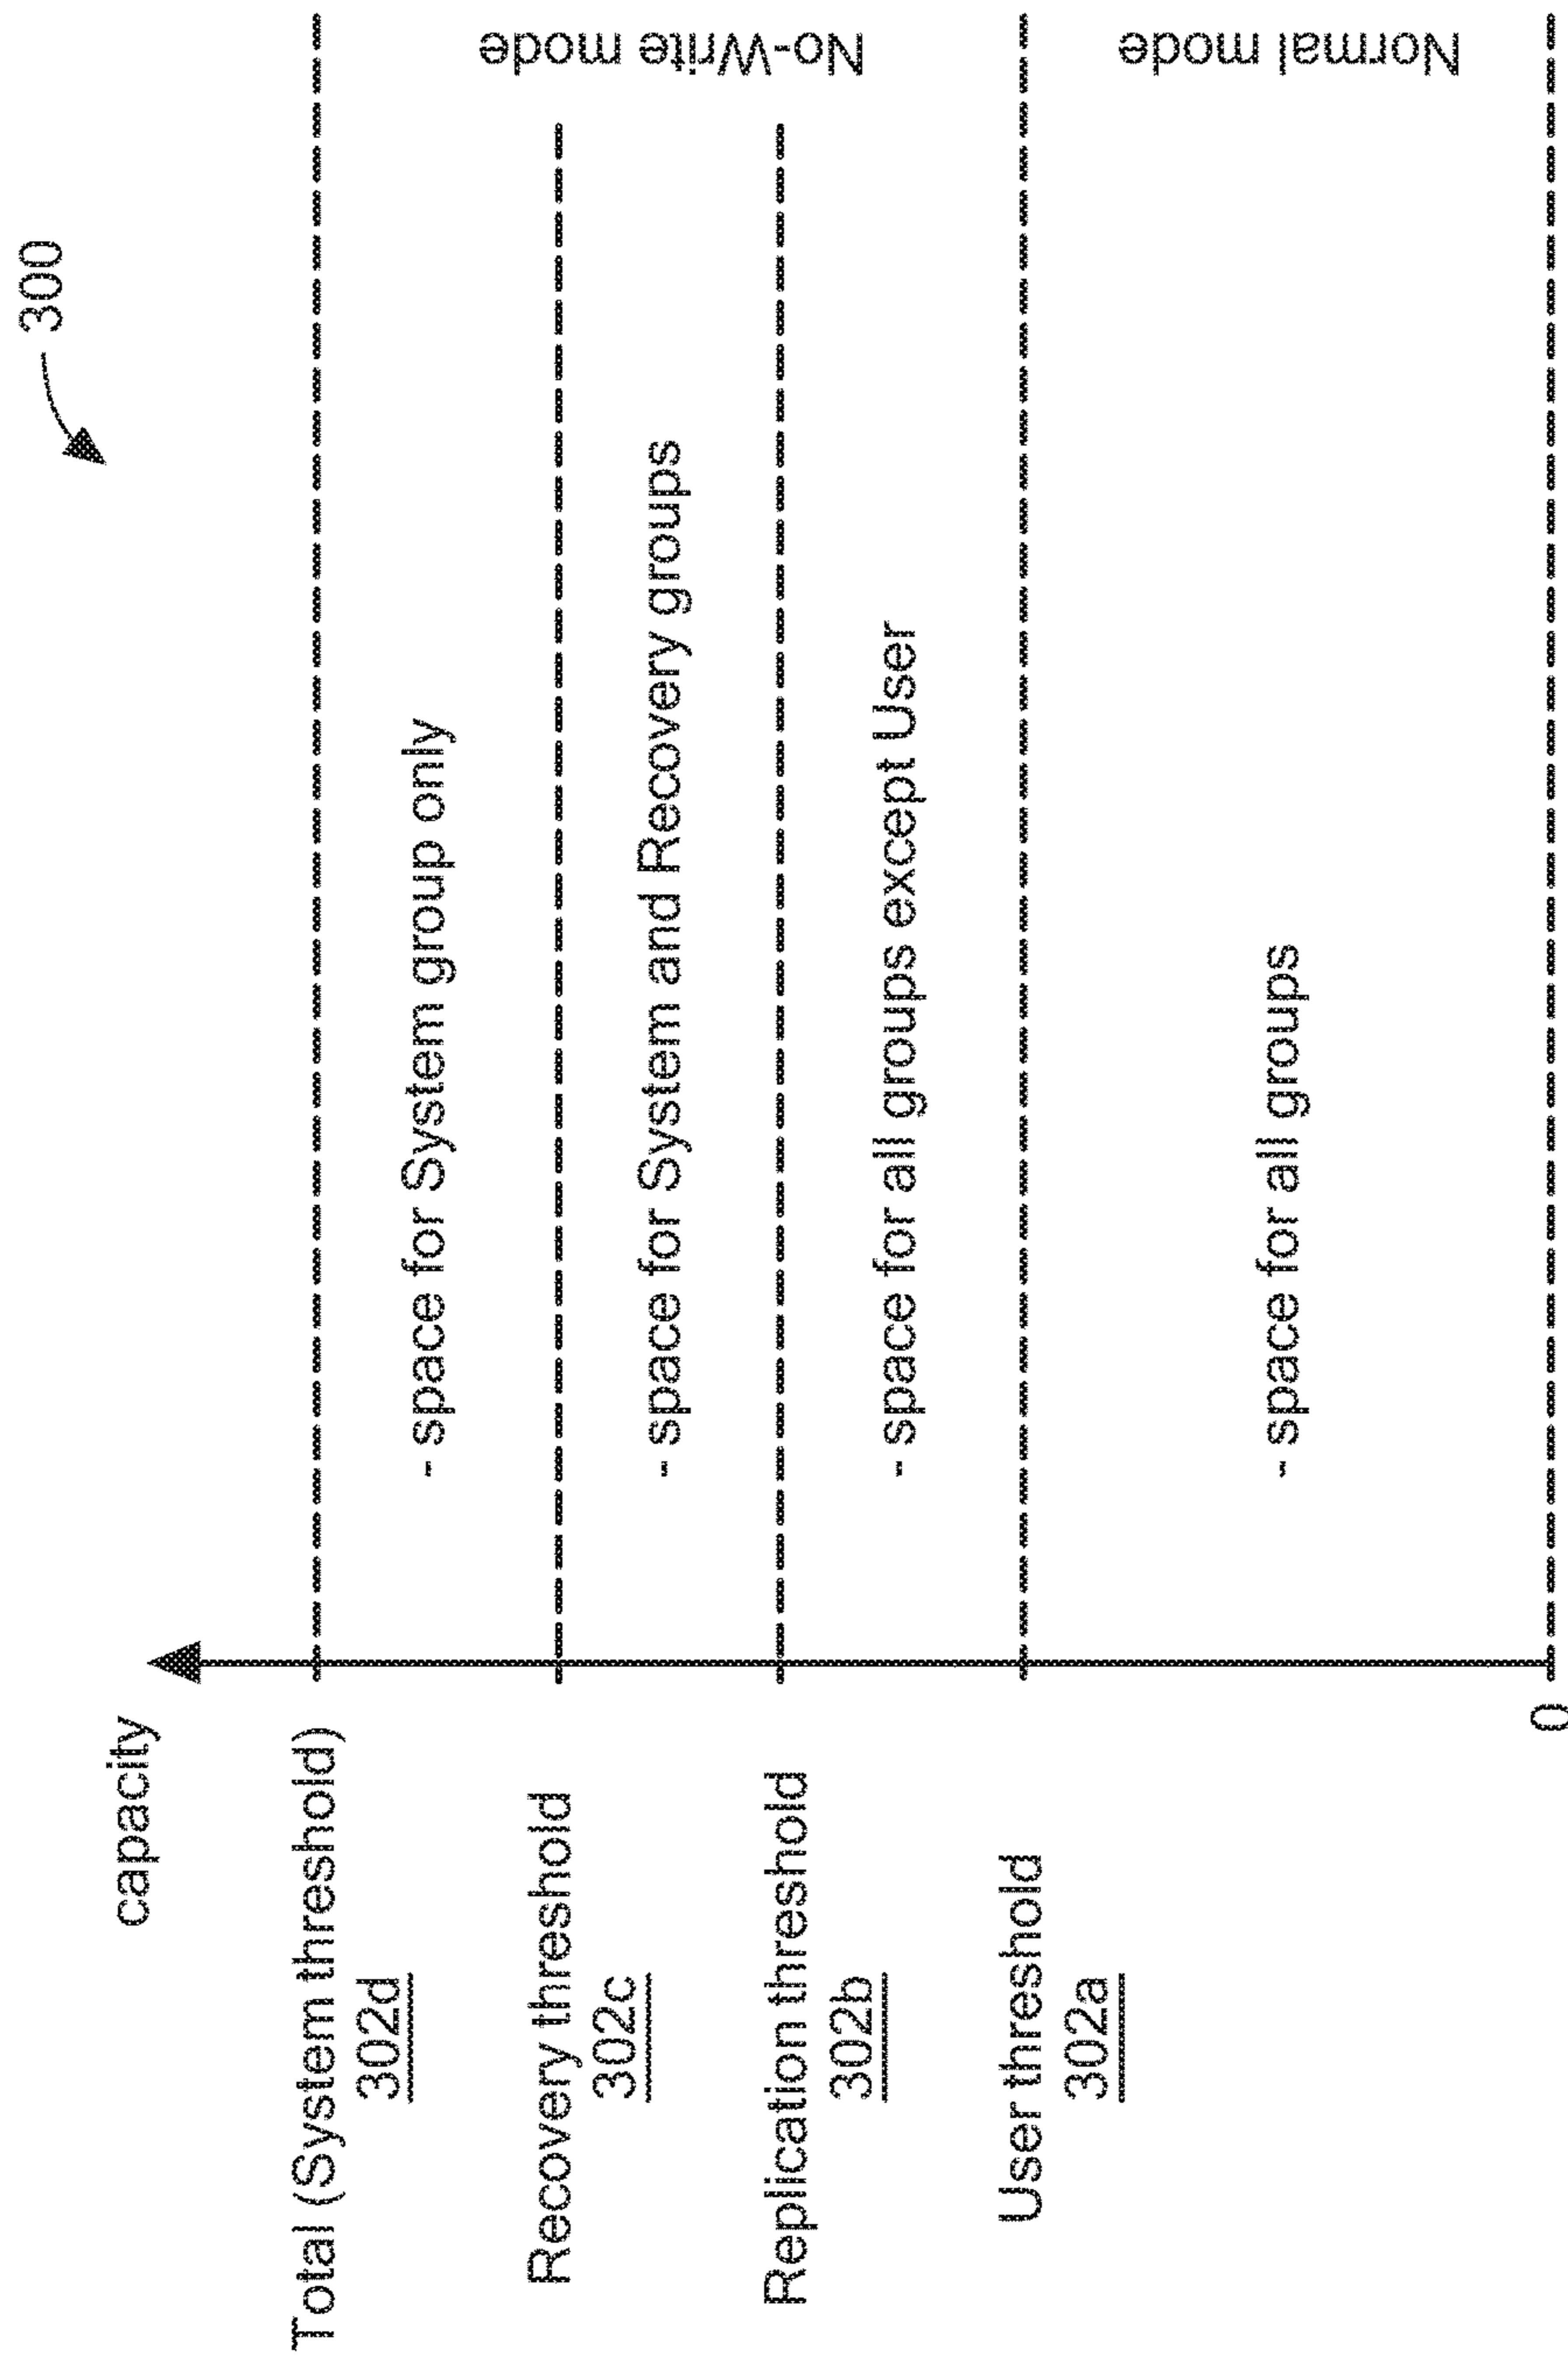 300
capacity
Total (System threshold)
302d
- space for System group only
Recovery threshold
302c
- space for System and Recovery groups
No-Write mode
Replication threshold
302b
- space for all groups except User
User threshold
302a
- space for all groups
Normal mode
0